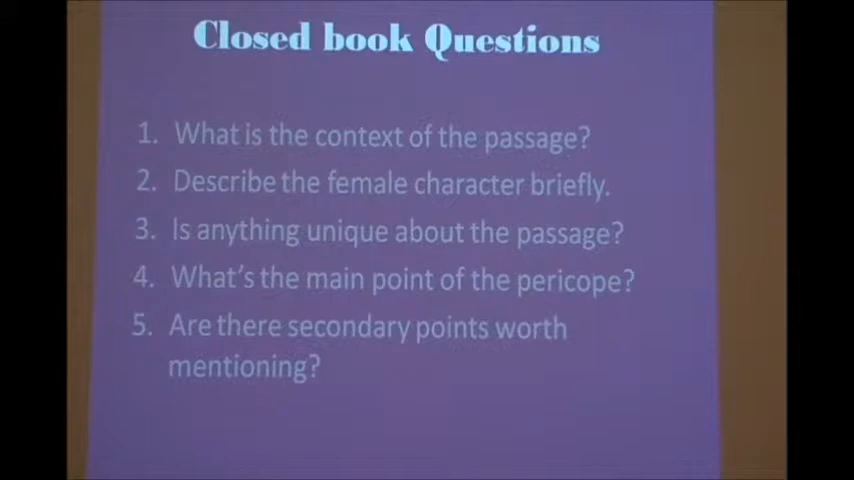 Closed book Questions
1. What is the context of the passage?
2. Describe the female character briefly.
3. Is anything unique about the passage?
4. What's the main point of the pericope?
5. Are there secondary points worth
mentioning?